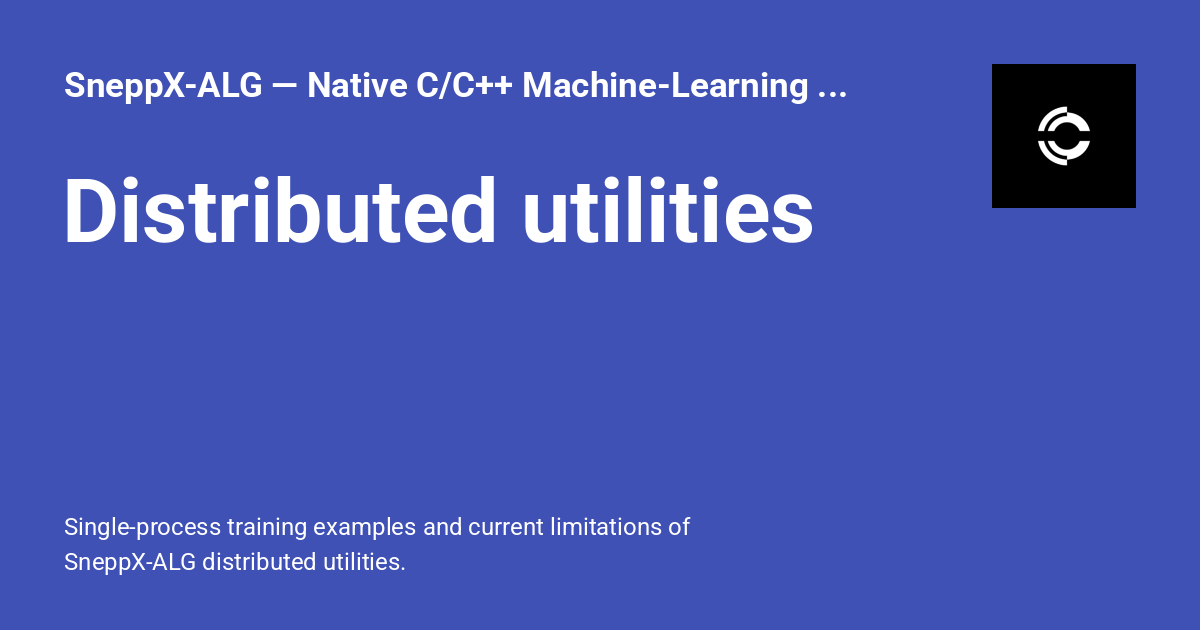 SneppX-ALG — Native C/C++ Machine-Learning ...
Distributed utilities
Single-process training examples and current limitations of
SneppX-ALG distributed utilities.